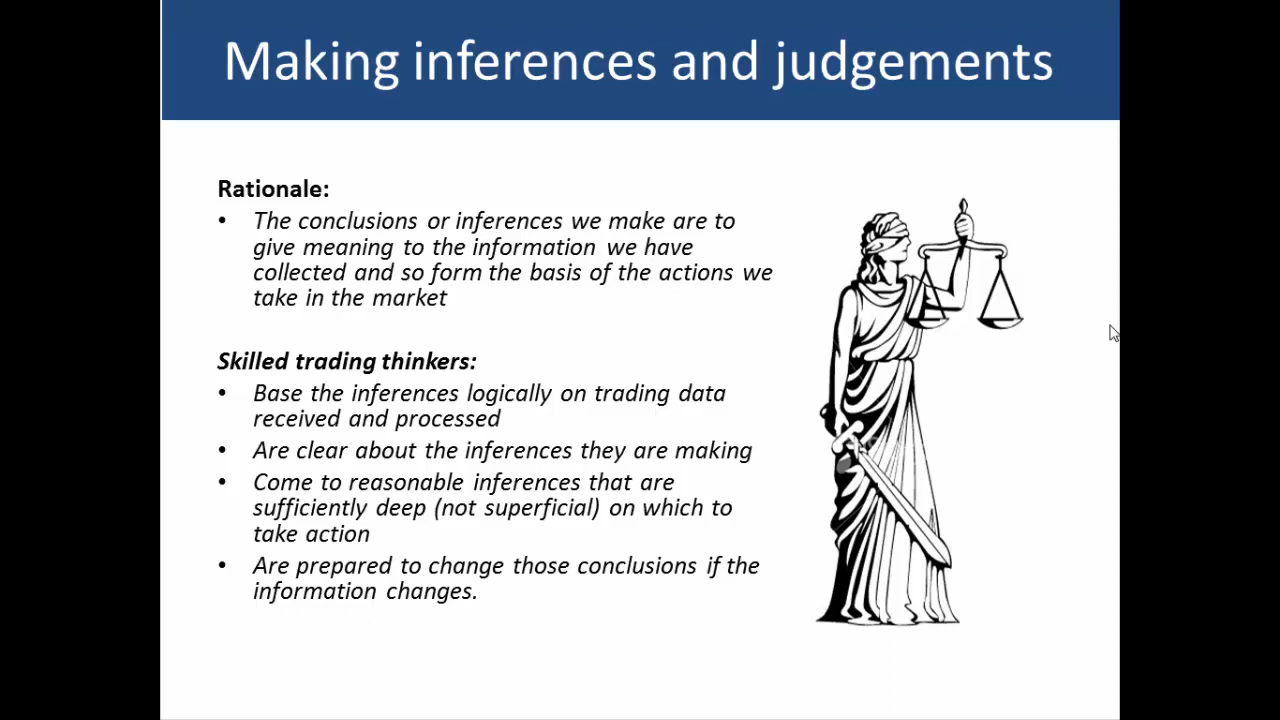 Making inferences and judgements
Rationale:
• The conclusions or inferences we make are to
give meaning to the information we have
collected and so form the basis of the actions we
take in the market
Skilled trading thinkers:
• Base the inferences logically on trading data
received and processed
• Are clear about the inferences they are making
• Come to reasonable inferences that are
sufficiently deep (not superficial) on which to
take action
• Are prepared to change those conclusions if the
information changes.